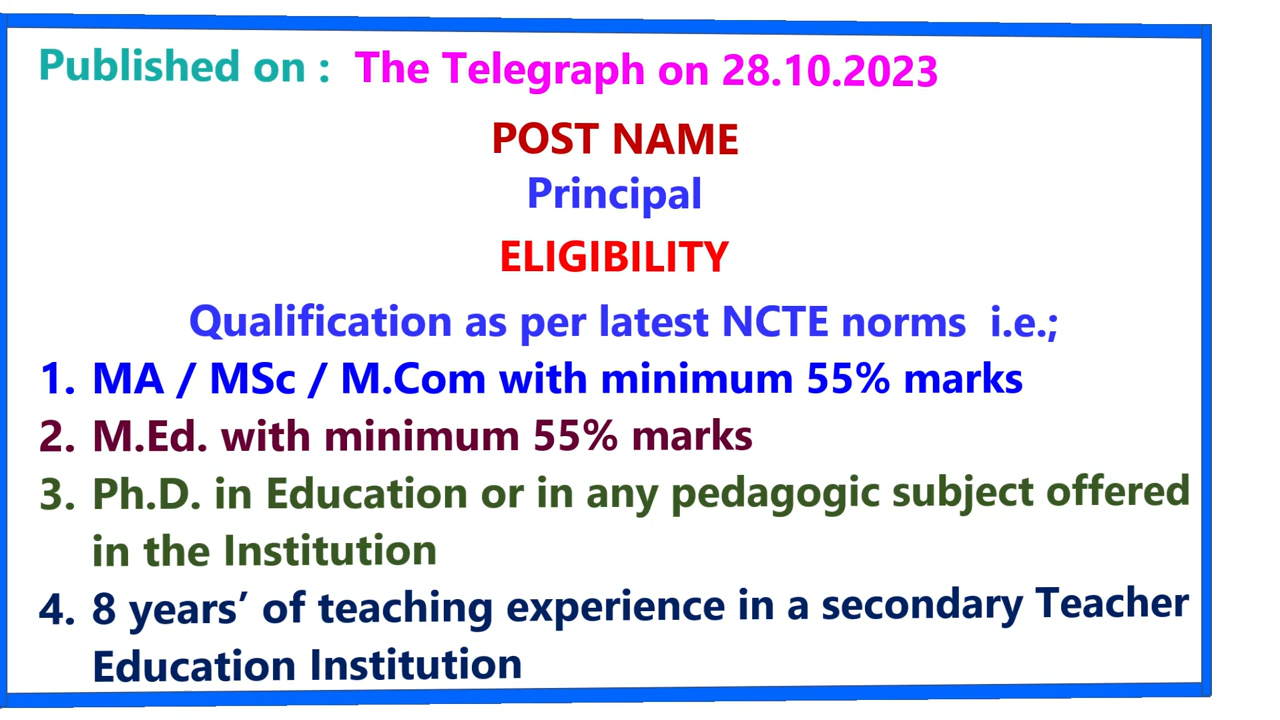 Published on : The Telegraph on 28.10.2023
POST NAME
Principal
ELIGIBILITY
Qualification as per latest NCTE norms i.e.;
1. MA / MSc / M.Com with minimum 55% marks
2. M.Ed. with minimum 55% marks
3. Ph.D. in Education or in any pedagogic subject offered
in the Institution
4. 8 years’ of teaching experience in a secondary Teacher
Education Institution